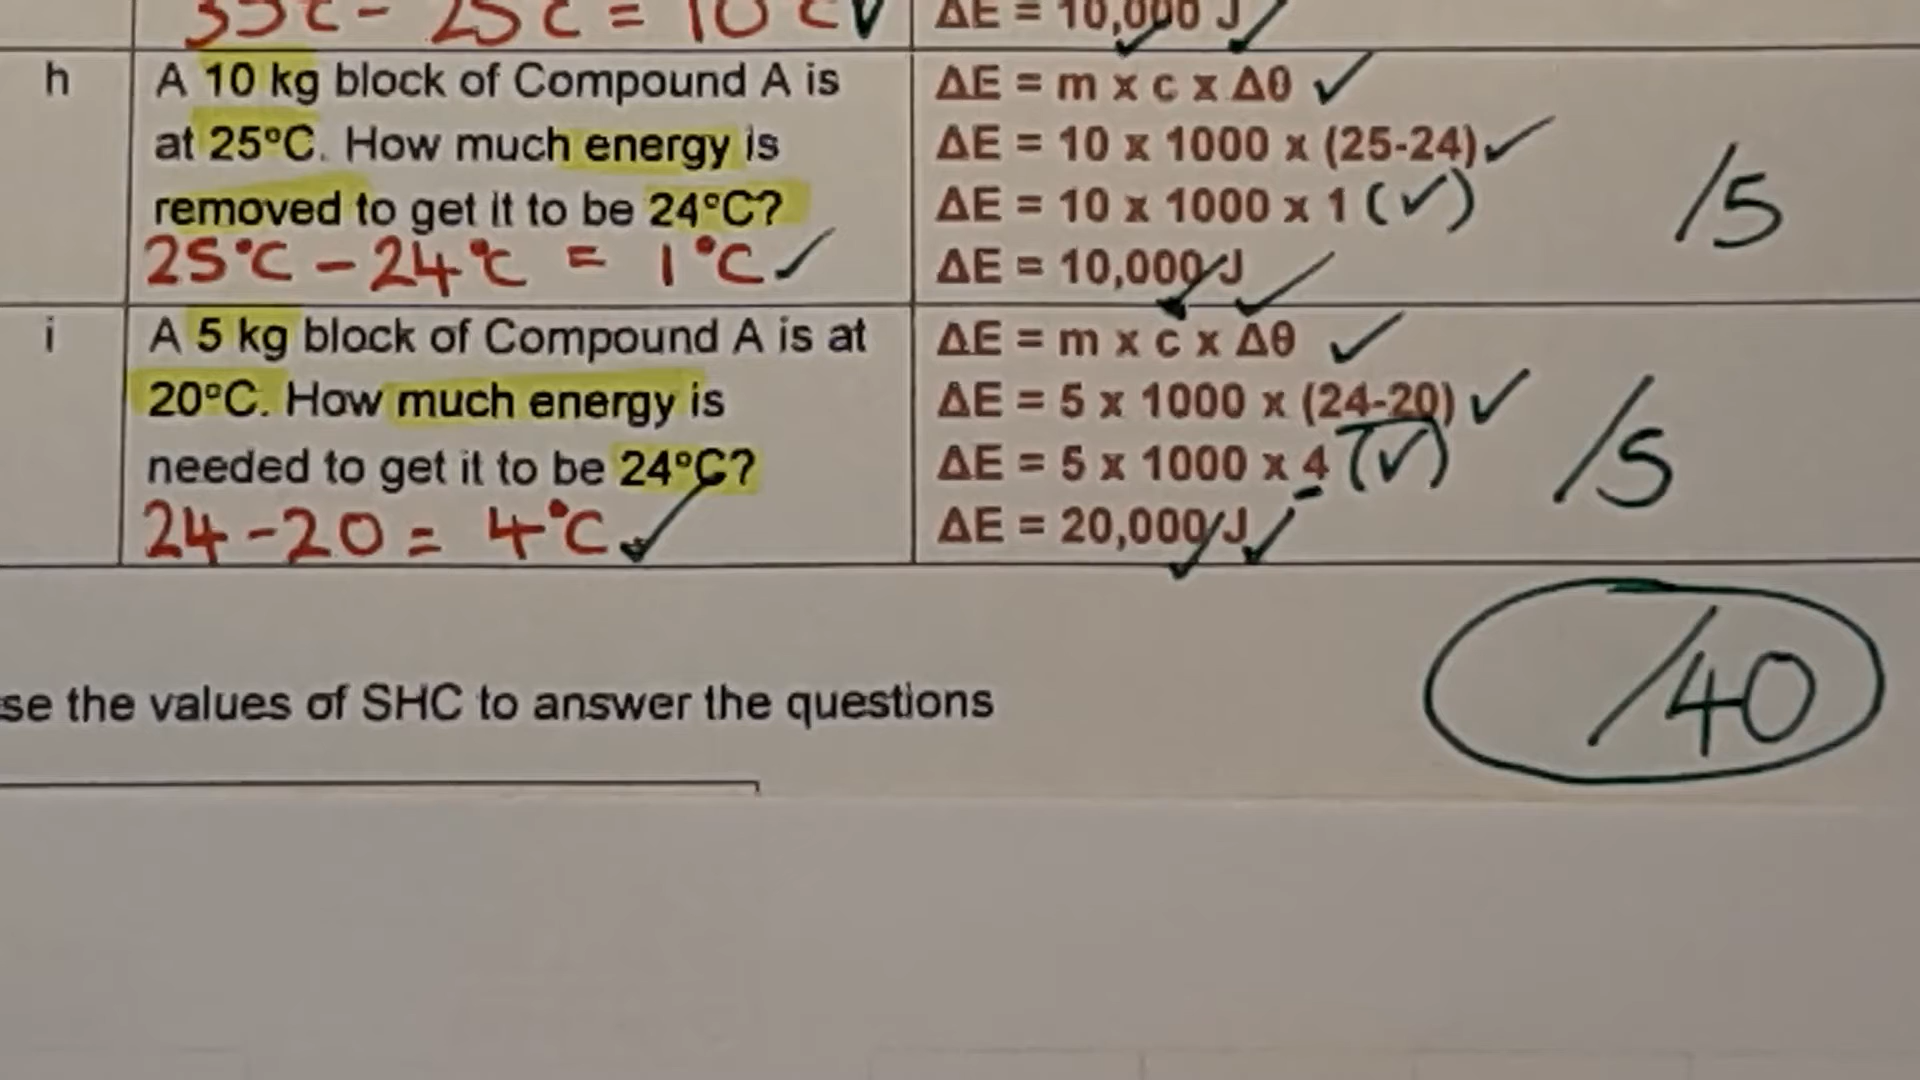 35°C - 25°C = 10°C ✓
ΔE = 10,000 J
h
A 10 kg block of Compound A is
at 25°C. How much energy is
removed to get it to be 24°C?
25°C - 24°C = 1°C ✓
ΔE = m x c x Δθ ✓
ΔE = 10 x 1000 x (25-24) ✓
ΔE = 10 x 1000 x 1 (✓)
ΔE = 10,000 J
/5
i
A 5 kg block of Compound A is at
20°C. How much energy is
needed to get it to be 24°C?
24-20 = 4°C ✓
ΔE = m x c x Δθ ✓
ΔE = 5 x 1000 x (24-20) ✓
ΔE = 5 x 1000 x 4 (✓)
ΔE = 20,000 J
/5
/40
se the values of SHC to answer the questions